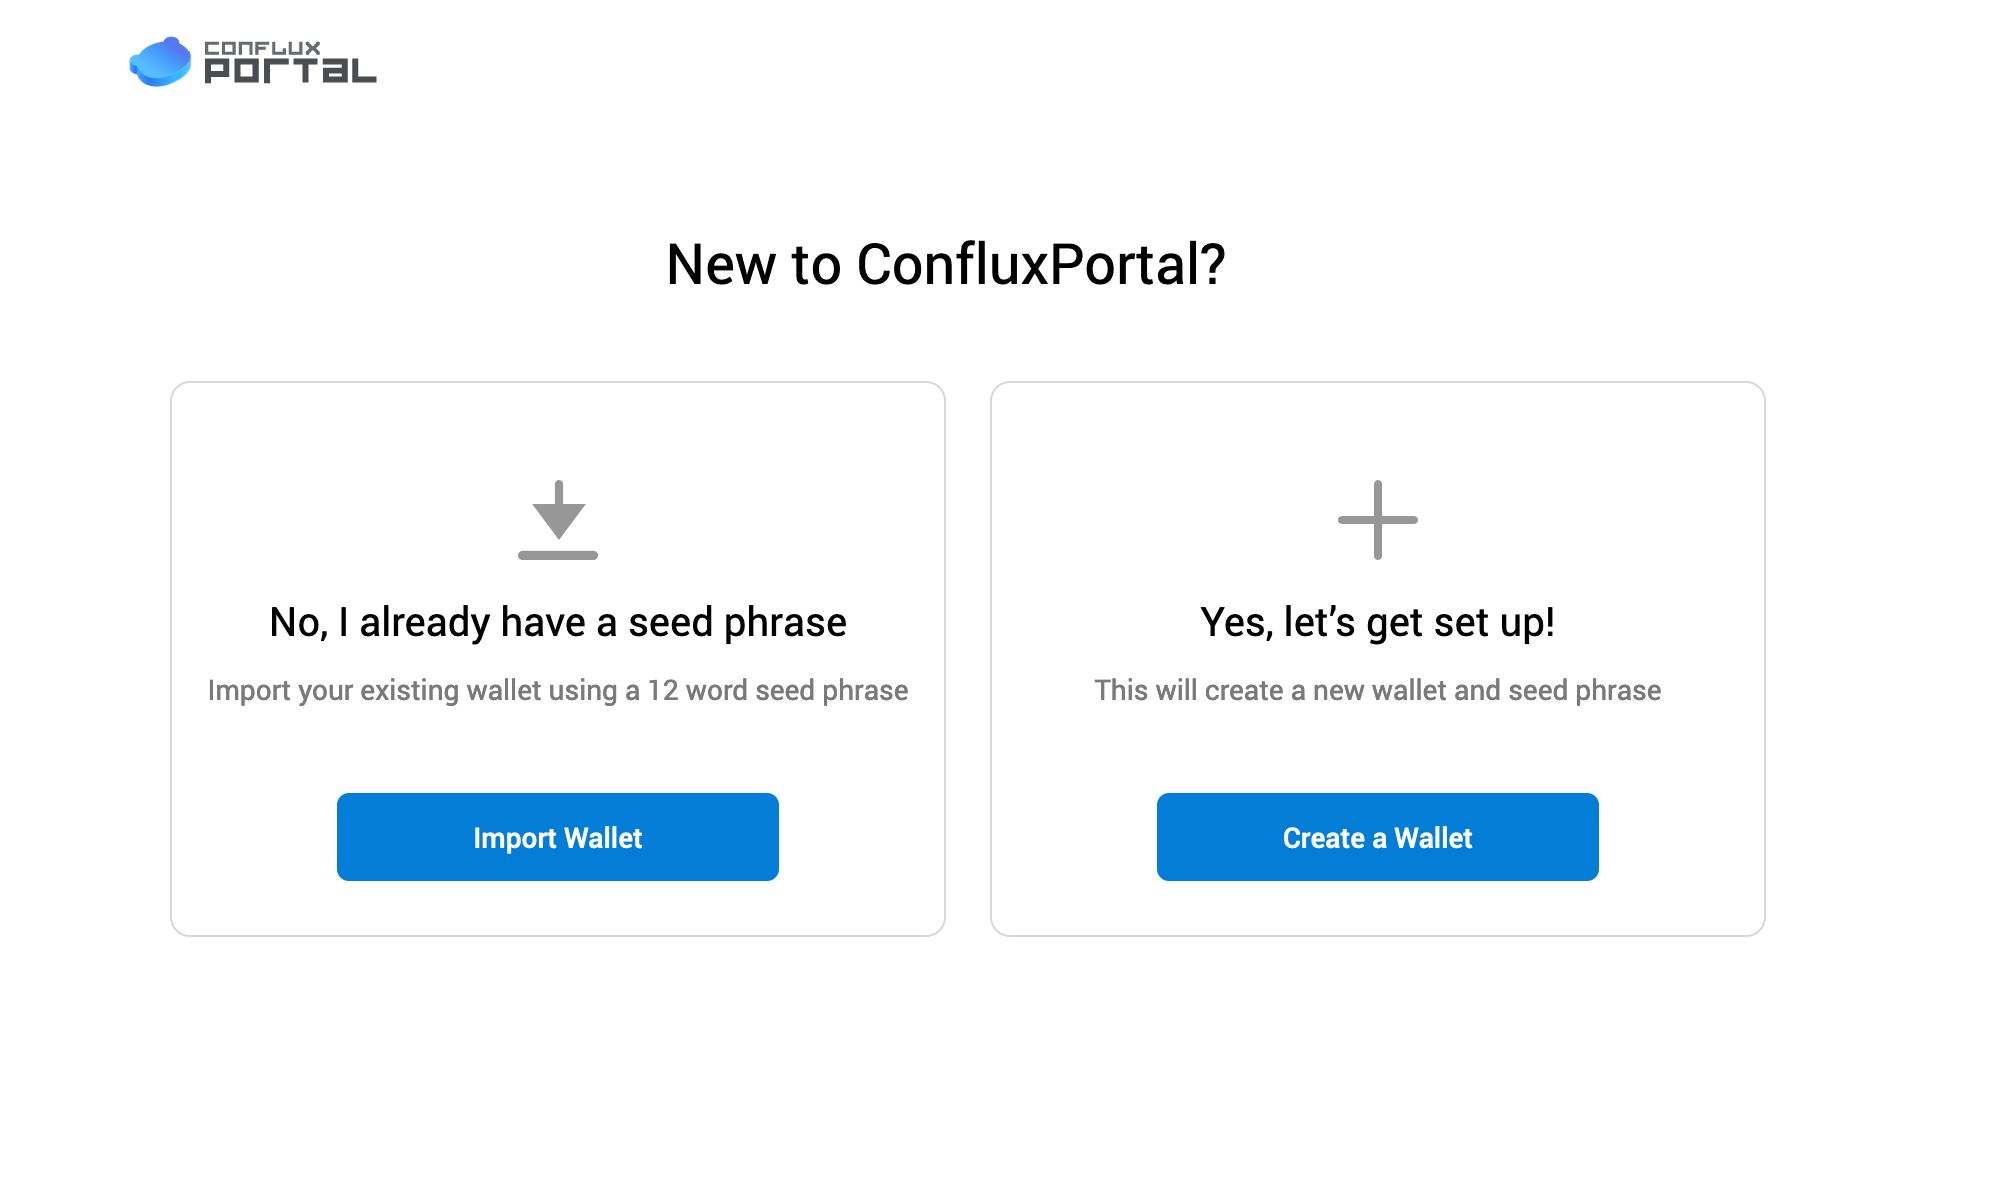 CONFLUX
PORTAL
New to ConfluxPortal?
No, I already have a seed phrase
Import your existing wallet using a 12 word seed phrase
Import Wallet
Yes, let’s get set up!
This will create a new wallet and seed phrase
Create a Wallet